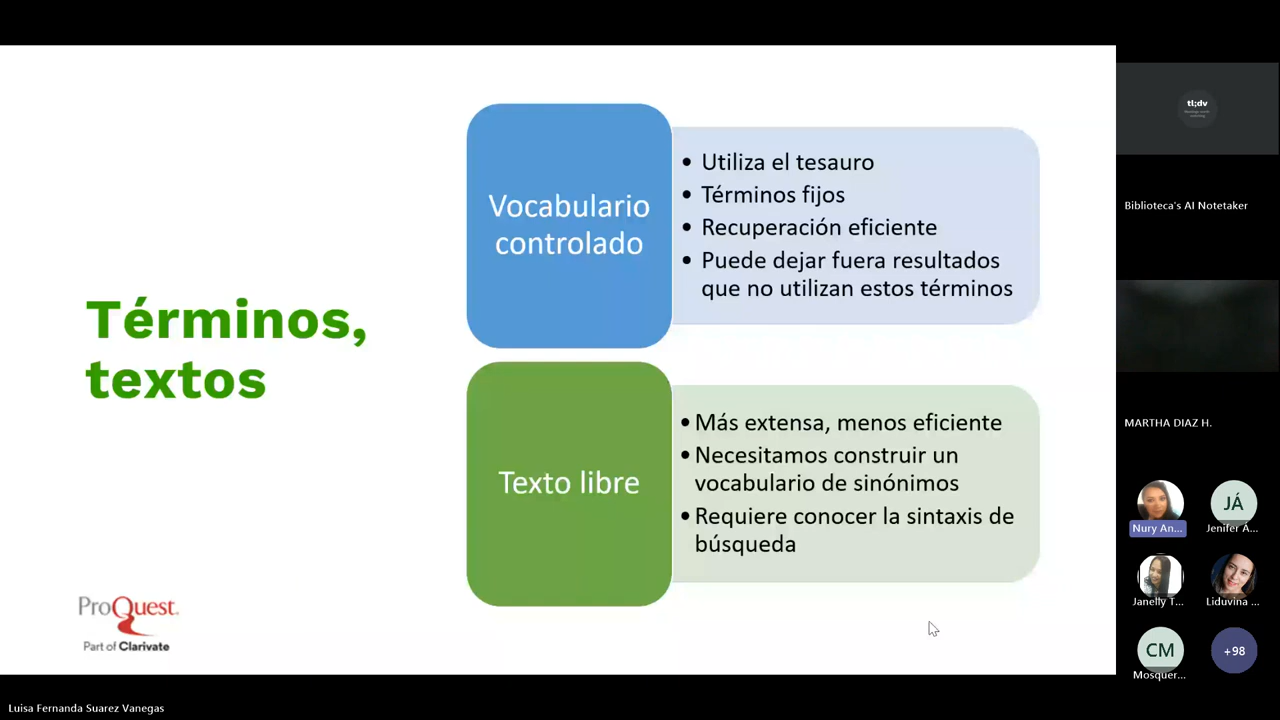 Términos,
textos
Vocabulario
controlado
• Utiliza el tesauro
• Términos fijos
• Recuperación eficiente
• Puede dejar fuera resultados
que no utilizan estos términos
Texto libre
• Más extensa, menos eficiente
• Necesitamos construir un
vocabulario de sinónimos
• Requiere conocer la sintaxis de
búsqueda
ProQuest
Part of Clarivate
tl;dv
Biblioteca's AI Notetaker
MARTHA DIAZ H.
Nury An...
JÁ
Jenifer Á...
Janelly T...
Liduvina ...
CM
Mosquer...
+98
Luisa Fernanda Suarez Vanegas